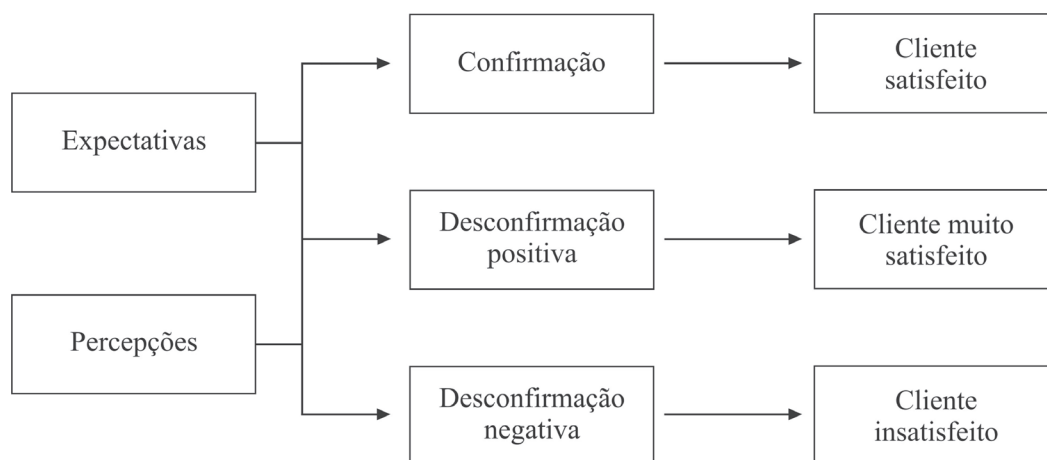 Expectativas
Percepções
Confirmação
Desconfirmação
positiva
Desconfirmação
negativa
Cliente
satisfeito
Cliente muito
satisfeito
Cliente
insatisfeito